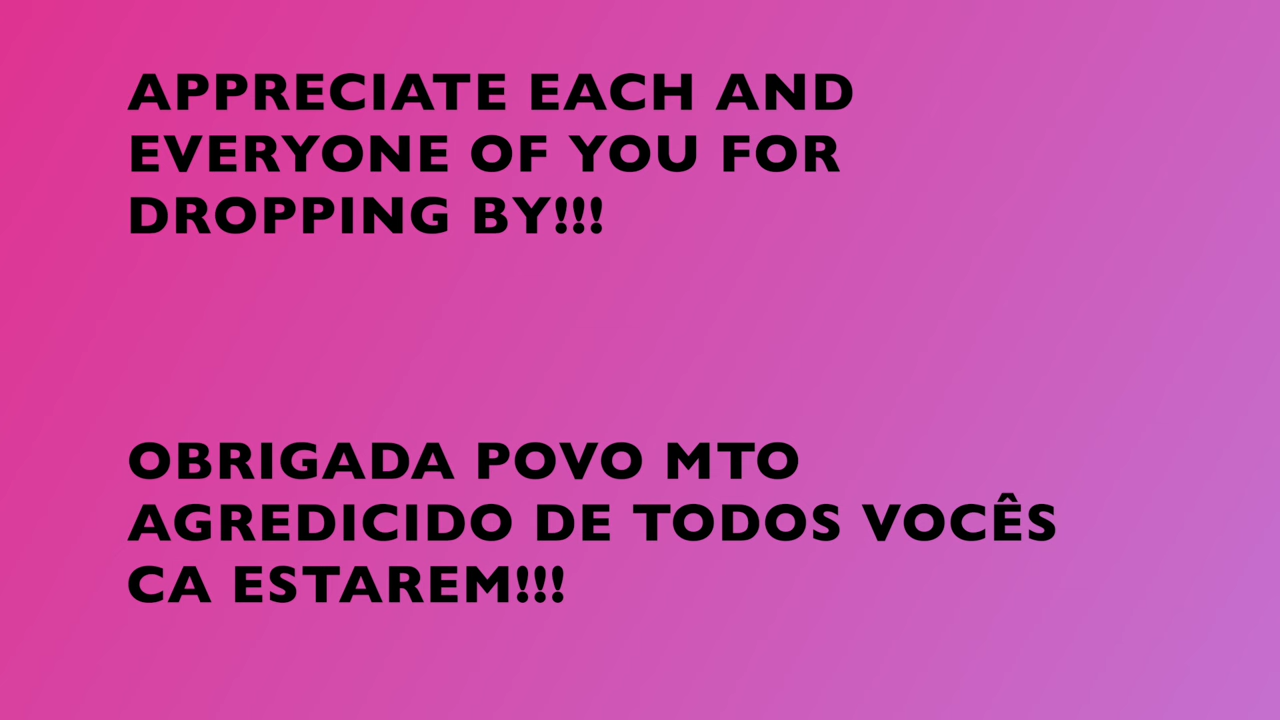 APPRECIATE EACH AND
EVERYONE OF YOU FOR
DROPPING BY!!!
OBRIGADA POVO MTO
AGREDICIDO DE TODOS VOCÊS
CA ESTAREM!!!